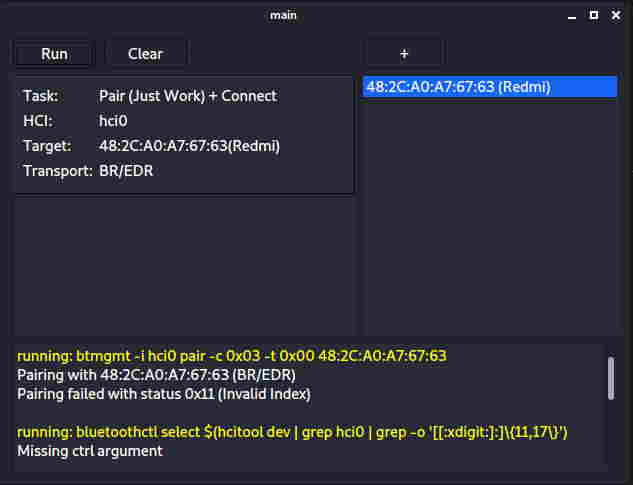 main
Run Clear +
Task: Pair (Just Work) + Connect
HCI: hci0
Target: 48:2C:A0:A7:67:63(Redmi)
Transport: BR/EDR
48:2C:A0:A7:67:63 (Redmi)
running: btmgmt -i hci0 pair -c 0x03 -t 0x00 48:2C:A0:A7:67:63
Pairing with 48:2C:A0:A7:67:63 (BR/EDR)
Pairing failed with status 0x11 (Invalid Index)
running: bluetoothctl select $(hcitool dev | grep hci0 | grep -o '[[:xdigit:]:]\{11,17\}')
Missing ctrl argument